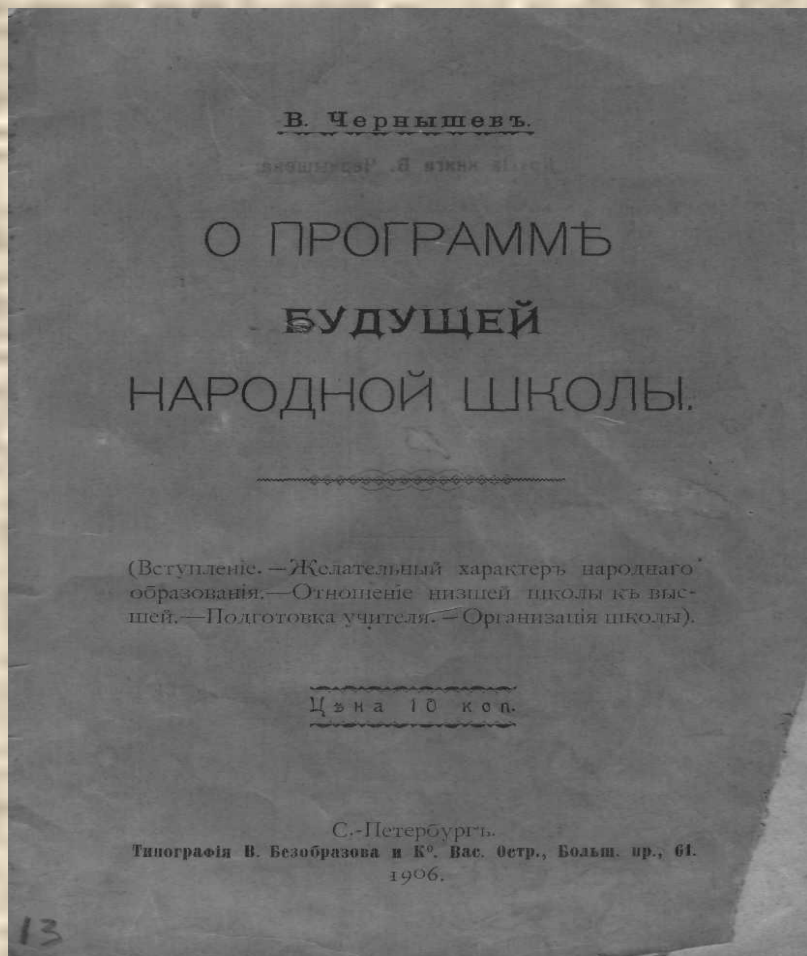 В. Чернышевъ.
О ПРОГРАММѢ
БУДУЩЕЙ
НАРОДНОЙ ШКОЛЫ.
(Вступленіе.—Желательный характеръ народнаго
образованія.—Отношеніе низшей школы къ выс-
шей.—Подготовка учителя.—Организація школы).
Цѣна 10 коп.
С.-Петербургъ.
Типографія В. Безобразова и Кº. Вас. Остр., Больш. пр., 61.
1906.
13